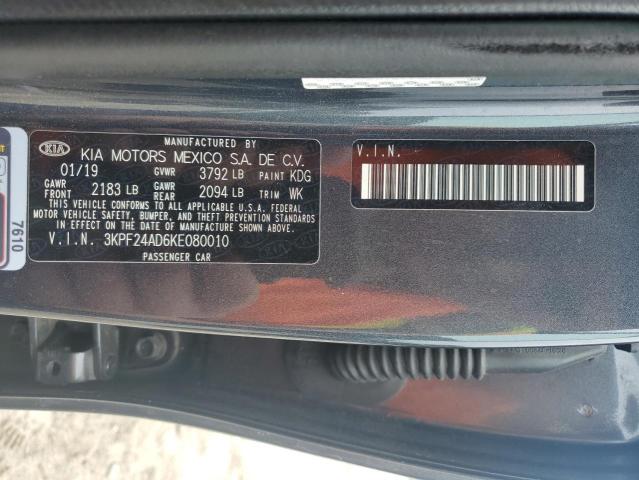 MANUFACTURED BY
KIA KIA MOTORS MEXICO S.A. DE C.V.
01/19 GVWR 3792 LB PAINT KDG
GAWR FRONT 2183 LB GAWR REAR 2094 LB TRIM WK
THIS VEHICLE CONFORMS TO ALL APPLICABLE U.S.A. FEDERAL
MOTOR VEHICLE SAFETY, BUMPER, AND THEFT PREVENTION STANDARDS
IN EFFECT ON THE DATE OF MANUFACTURE SHOWN ABOVE.
V.I.N. 3KPF24AD6KE080010
PASSENGER CAR
V.I.N.
7610